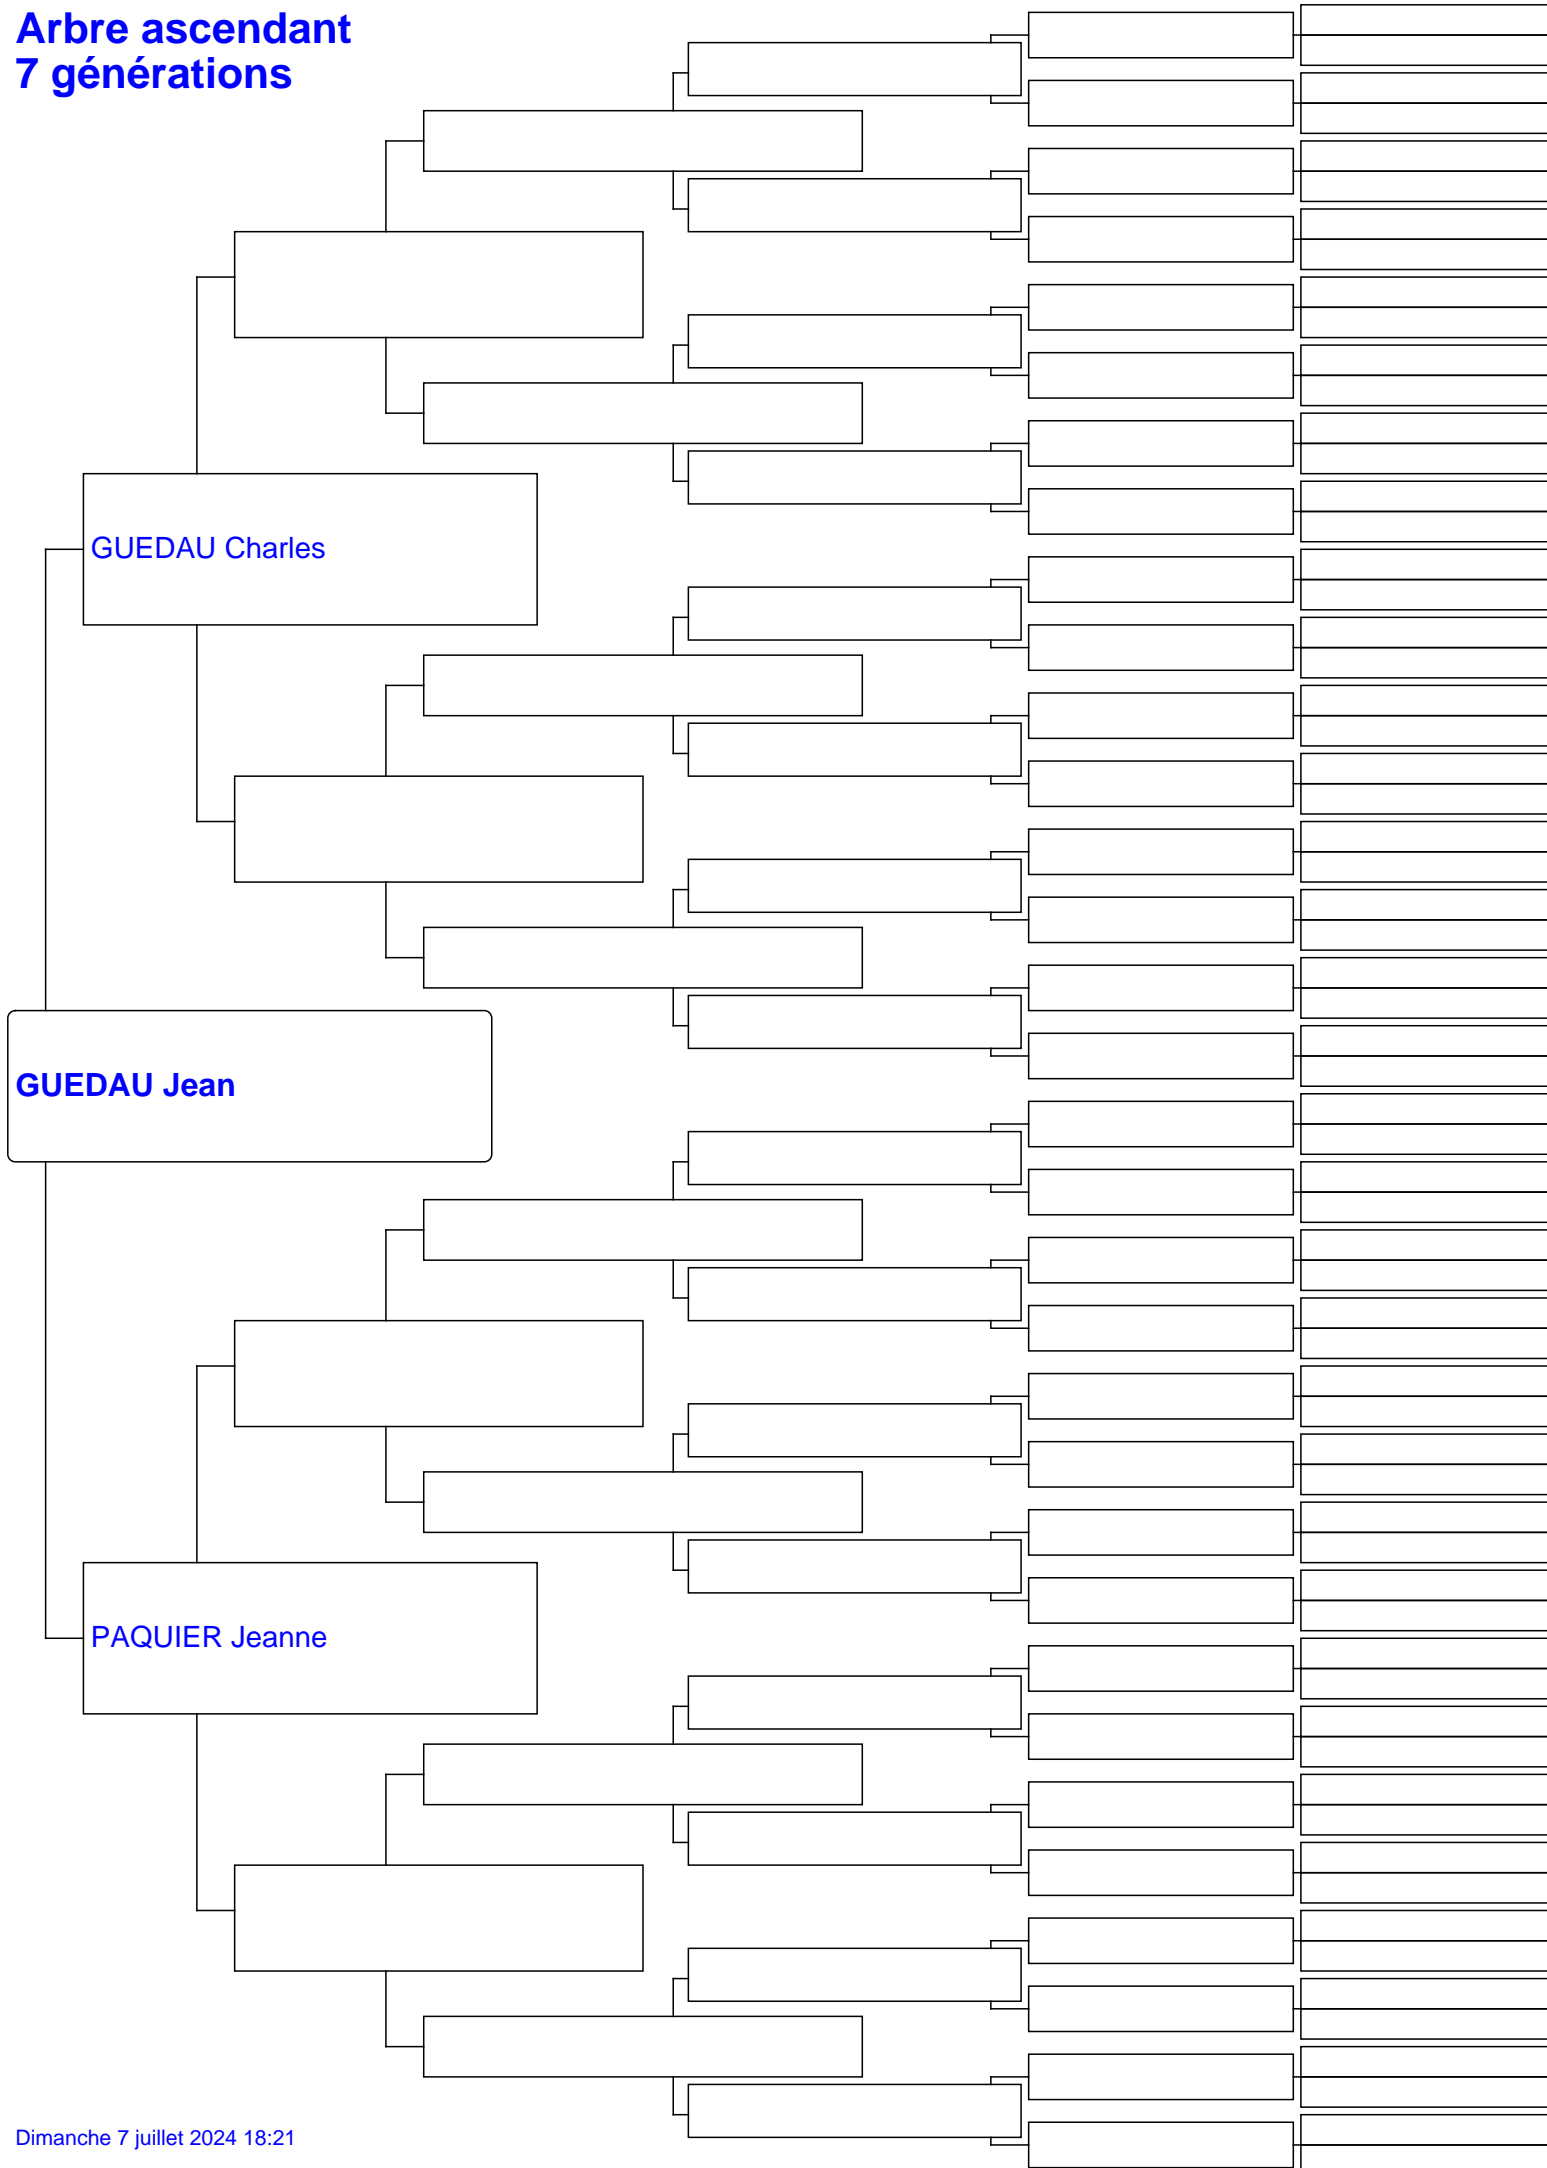 Arbre ascendant
7 générations
GUEDAU Charles
GUEDAU Jean
PAQUIER Jeanne
Dimanche 7 juillet 2024 18:21